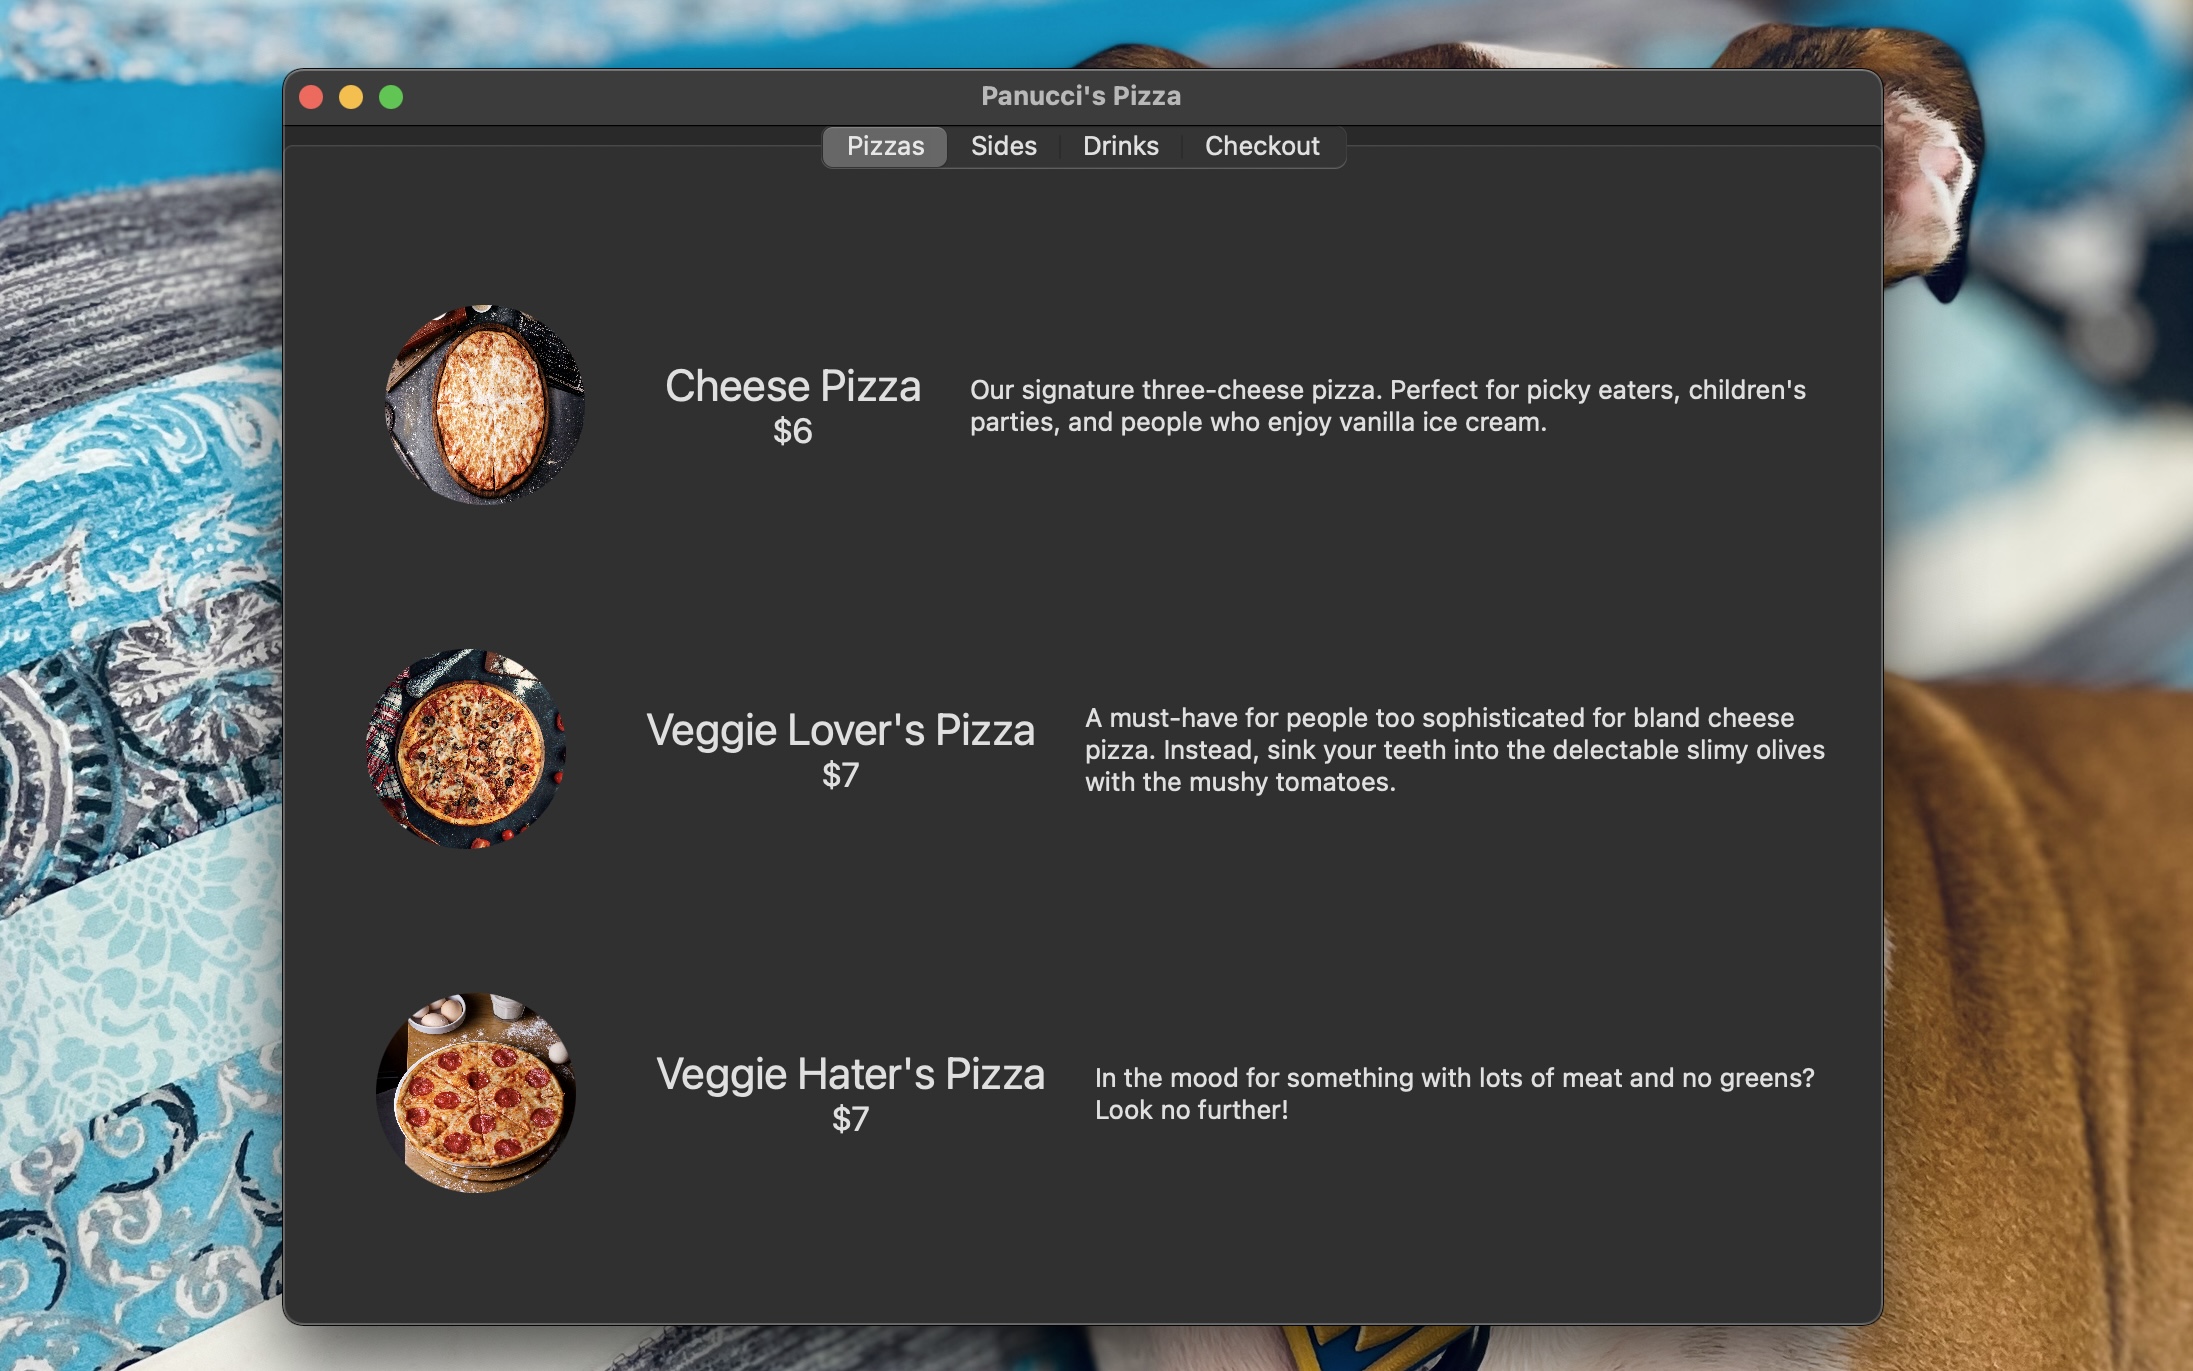 Panucci's Pizza
Pizzas
Sides
Drinks
Checkout
Cheese Pizza
$6
Our signature three-cheese pizza. Perfect for picky eaters, children's
parties, and people who enjoy vanilla ice cream.
Veggie Lover's Pizza
$7
A must-have for people too sophisticated for bland cheese
pizza. Instead, sink your teeth into the delectable slimy olives
with the mushy tomatoes.
Veggie Hater's Pizza
$7
In the mood for something with lots of meat and no greens?
Look no further!